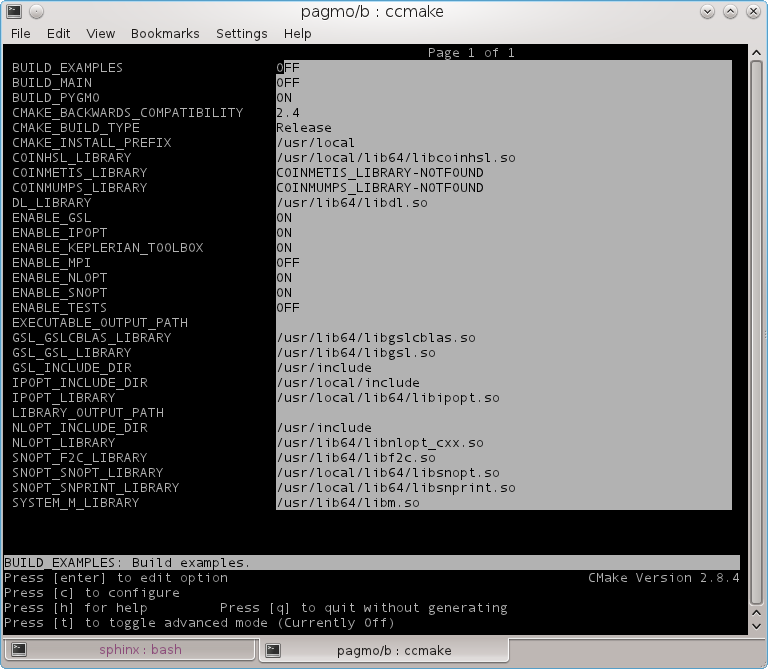 pagmo/b : ccmake
File Edit View Bookmarks Settings Help
Page 1 of 1
BUILD_EXAMPLES OFF
BUILD_MAIN OFF
BUILD_PYGMO ON
CMAKE_BACKWARDS_COMPATIBILITY 2.4
CMAKE_BUILD_TYPE Release
CMAKE_INSTALL_PREFIX /usr/local
COINHSL_LIBRARY /usr/local/lib64/libcoinhsl.so
COINMETIS_LIBRARY COINMETIS_LIBRARY-NOTFOUND
COINMUMPS_LIBRARY COINMUMPS_LIBRARY-NOTFOUND
DL_LIBRARY /usr/lib64/libdl.so
ENABLE_GSL ON
ENABLE_IPOPT ON
ENABLE_KEPLERIAN_TOOLBOX ON
ENABLE_MPI OFF
ENABLE_NLOPT ON
ENABLE_SNOPT ON
ENABLE_TESTS OFF
EXECUTABLE_OUTPUT_PATH
GSL_GSLCBLAS_LIBRARY /usr/lib64/libgslcblas.so
GSL_GSL_LIBRARY /usr/lib64/libgsl.so
GSL_INCLUDE_DIR /usr/include
IPOPT_INCLUDE_DIR /usr/local/include
IPOPT_LIBRARY /usr/local/lib64/libipopt.so
LIBRARY_OUTPUT_PATH
NLOPT_INCLUDE_DIR /usr/include
NLOPT_LIBRARY /usr/lib64/libnlopt_cxx.so
SNOPT_F2C_LIBRARY /usr/lib64/libf2c.so
SNOPT_SNOPT_LIBRARY /usr/local/lib64/libsnopt.so
SNOPT_SNPRINT_LIBRARY /usr/local/lib64/libsnprint.so
SYSTEM_M_LIBRARY /usr/lib64/libm.so
BUILD_EXAMPLES: Build examples.
Press [enter] to edit option CMake Version 2.8.4
Press [c] to configure
Press [h] for help Press [q] to quit without generating
Press [t] to toggle advanced mode (Currently Off)
sphinx : bash pagmo/b : ccmake